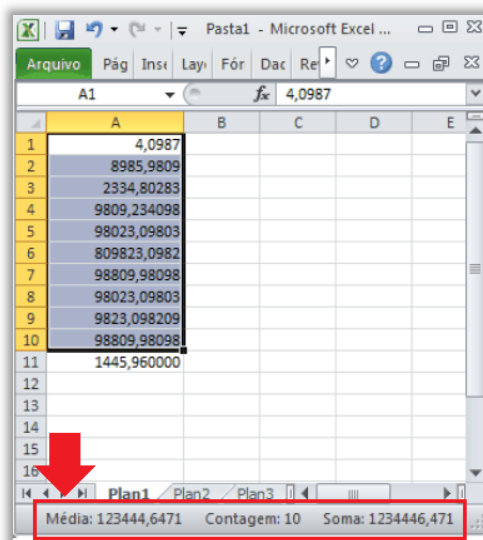 Pasta1 - Microsoft Excel ...
Arquivo Pág Inse Layo Fór Dac Re
A1 fx 4,0987
A B C D E
1 4,0987
2 8985,9809
3 2334,80283
4 9809,234098
5 98023,09803
6 809823,0982
7 98809,98098
8 98023,09803
9 9823,098209
10 98809,98098
11 1445,960000
12
13
14
15
16
Plan1 Plan2 Plan3
Média: 123444,6471 Contagem: 10 Soma: 1234446,471